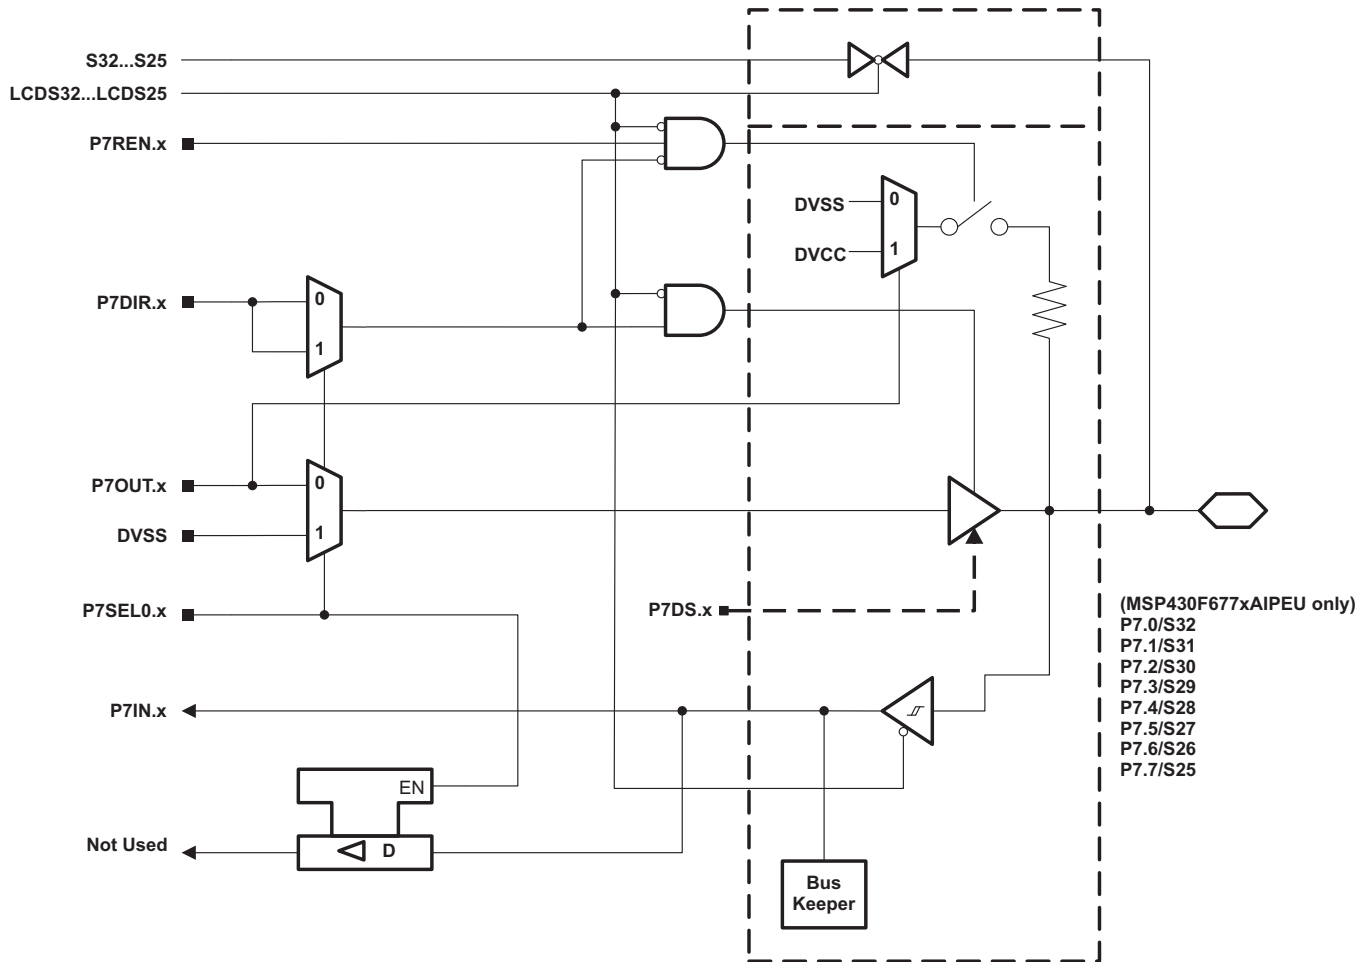 S32...S25
LCDS32...LCDS25
P7REN.x
DVSS
0
DVCC
1
P7DIR.x
0
1
P7OUT.x
0
DVSS
1
P7SEL0.x
P7DS.x
(MSP430F677xAIPEU only)
P7.0/S32
P7.1/S31
P7.2/S30
P7.3/S29
P7.4/S28
P7.5/S27
P7.6/S26
P7.7/S25
P7IN.x
EN
Not Used
D
Bus
Keeper